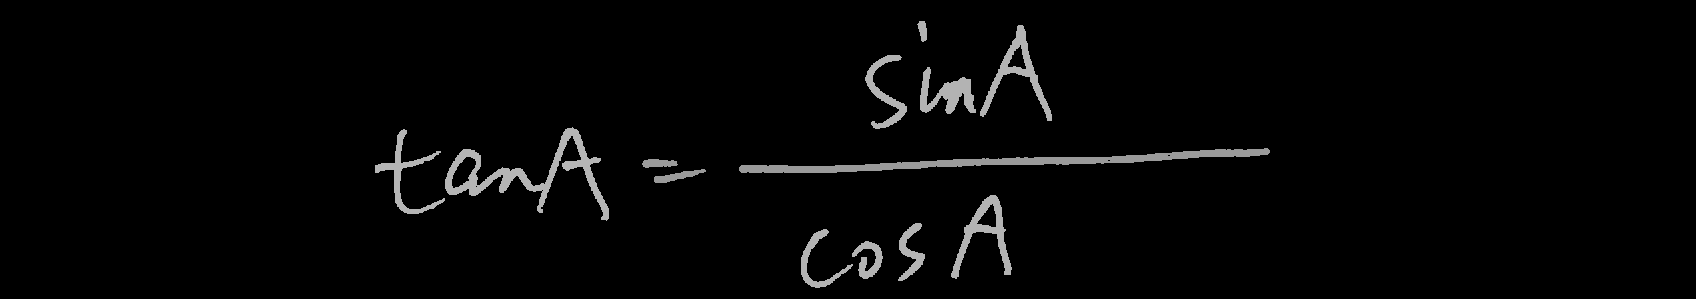 tanA = sinA / cosA